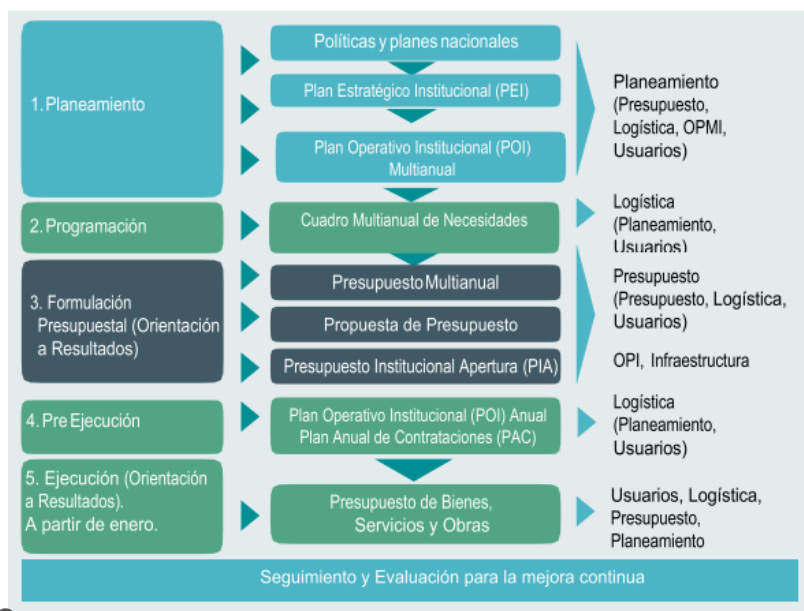 1. Planeamiento
Políticas y planes nacionales
Plan Estratégico Institucional (PEI)
Plan Operativo Institucional (POI)
Multianual
Planeamiento
(Presupuesto,
Logística, OPMI,
Usuarios)
2. Programación
Cuadro Multianual de Necesidades
Logística
(Planeamiento,
Usuarios)
3. Formulación
Presupuestal (Orientación
a Resultados)
Presupuesto Multianual
Propuesta de Presupuesto
Presupuesto Institucional Apertura (PIA)
Presupuesto
(Presupuesto, Logística,
Usuarios)
OPI, Infraestructura
4. Pre Ejecución
Plan Operativo Institucional (POI) Anual
Plan Anual de Contrataciones (PAC)
Logística
(Planeamiento,
Usuarios)
5. Ejecución (Orientación
a Resultados).
A partir de enero.
Presupuesto de Bienes,
Servicios y Obras
Usuarios, Logística,
Presupuesto,
Planeamiento
Seguimiento y Evaluación para la mejora continua